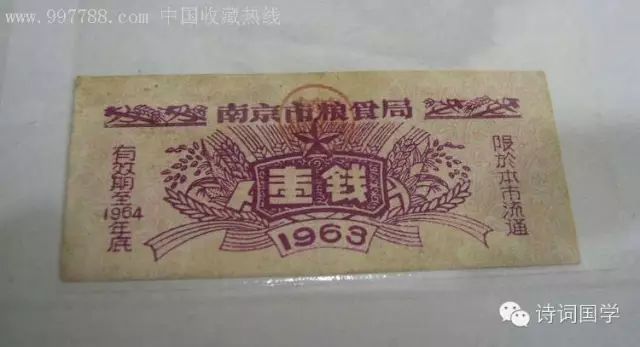 www.997788.com 中国收藏热线
南京市粮食局
有效期至1964年底
壹钱
限於本市流通
1963
诗词国学